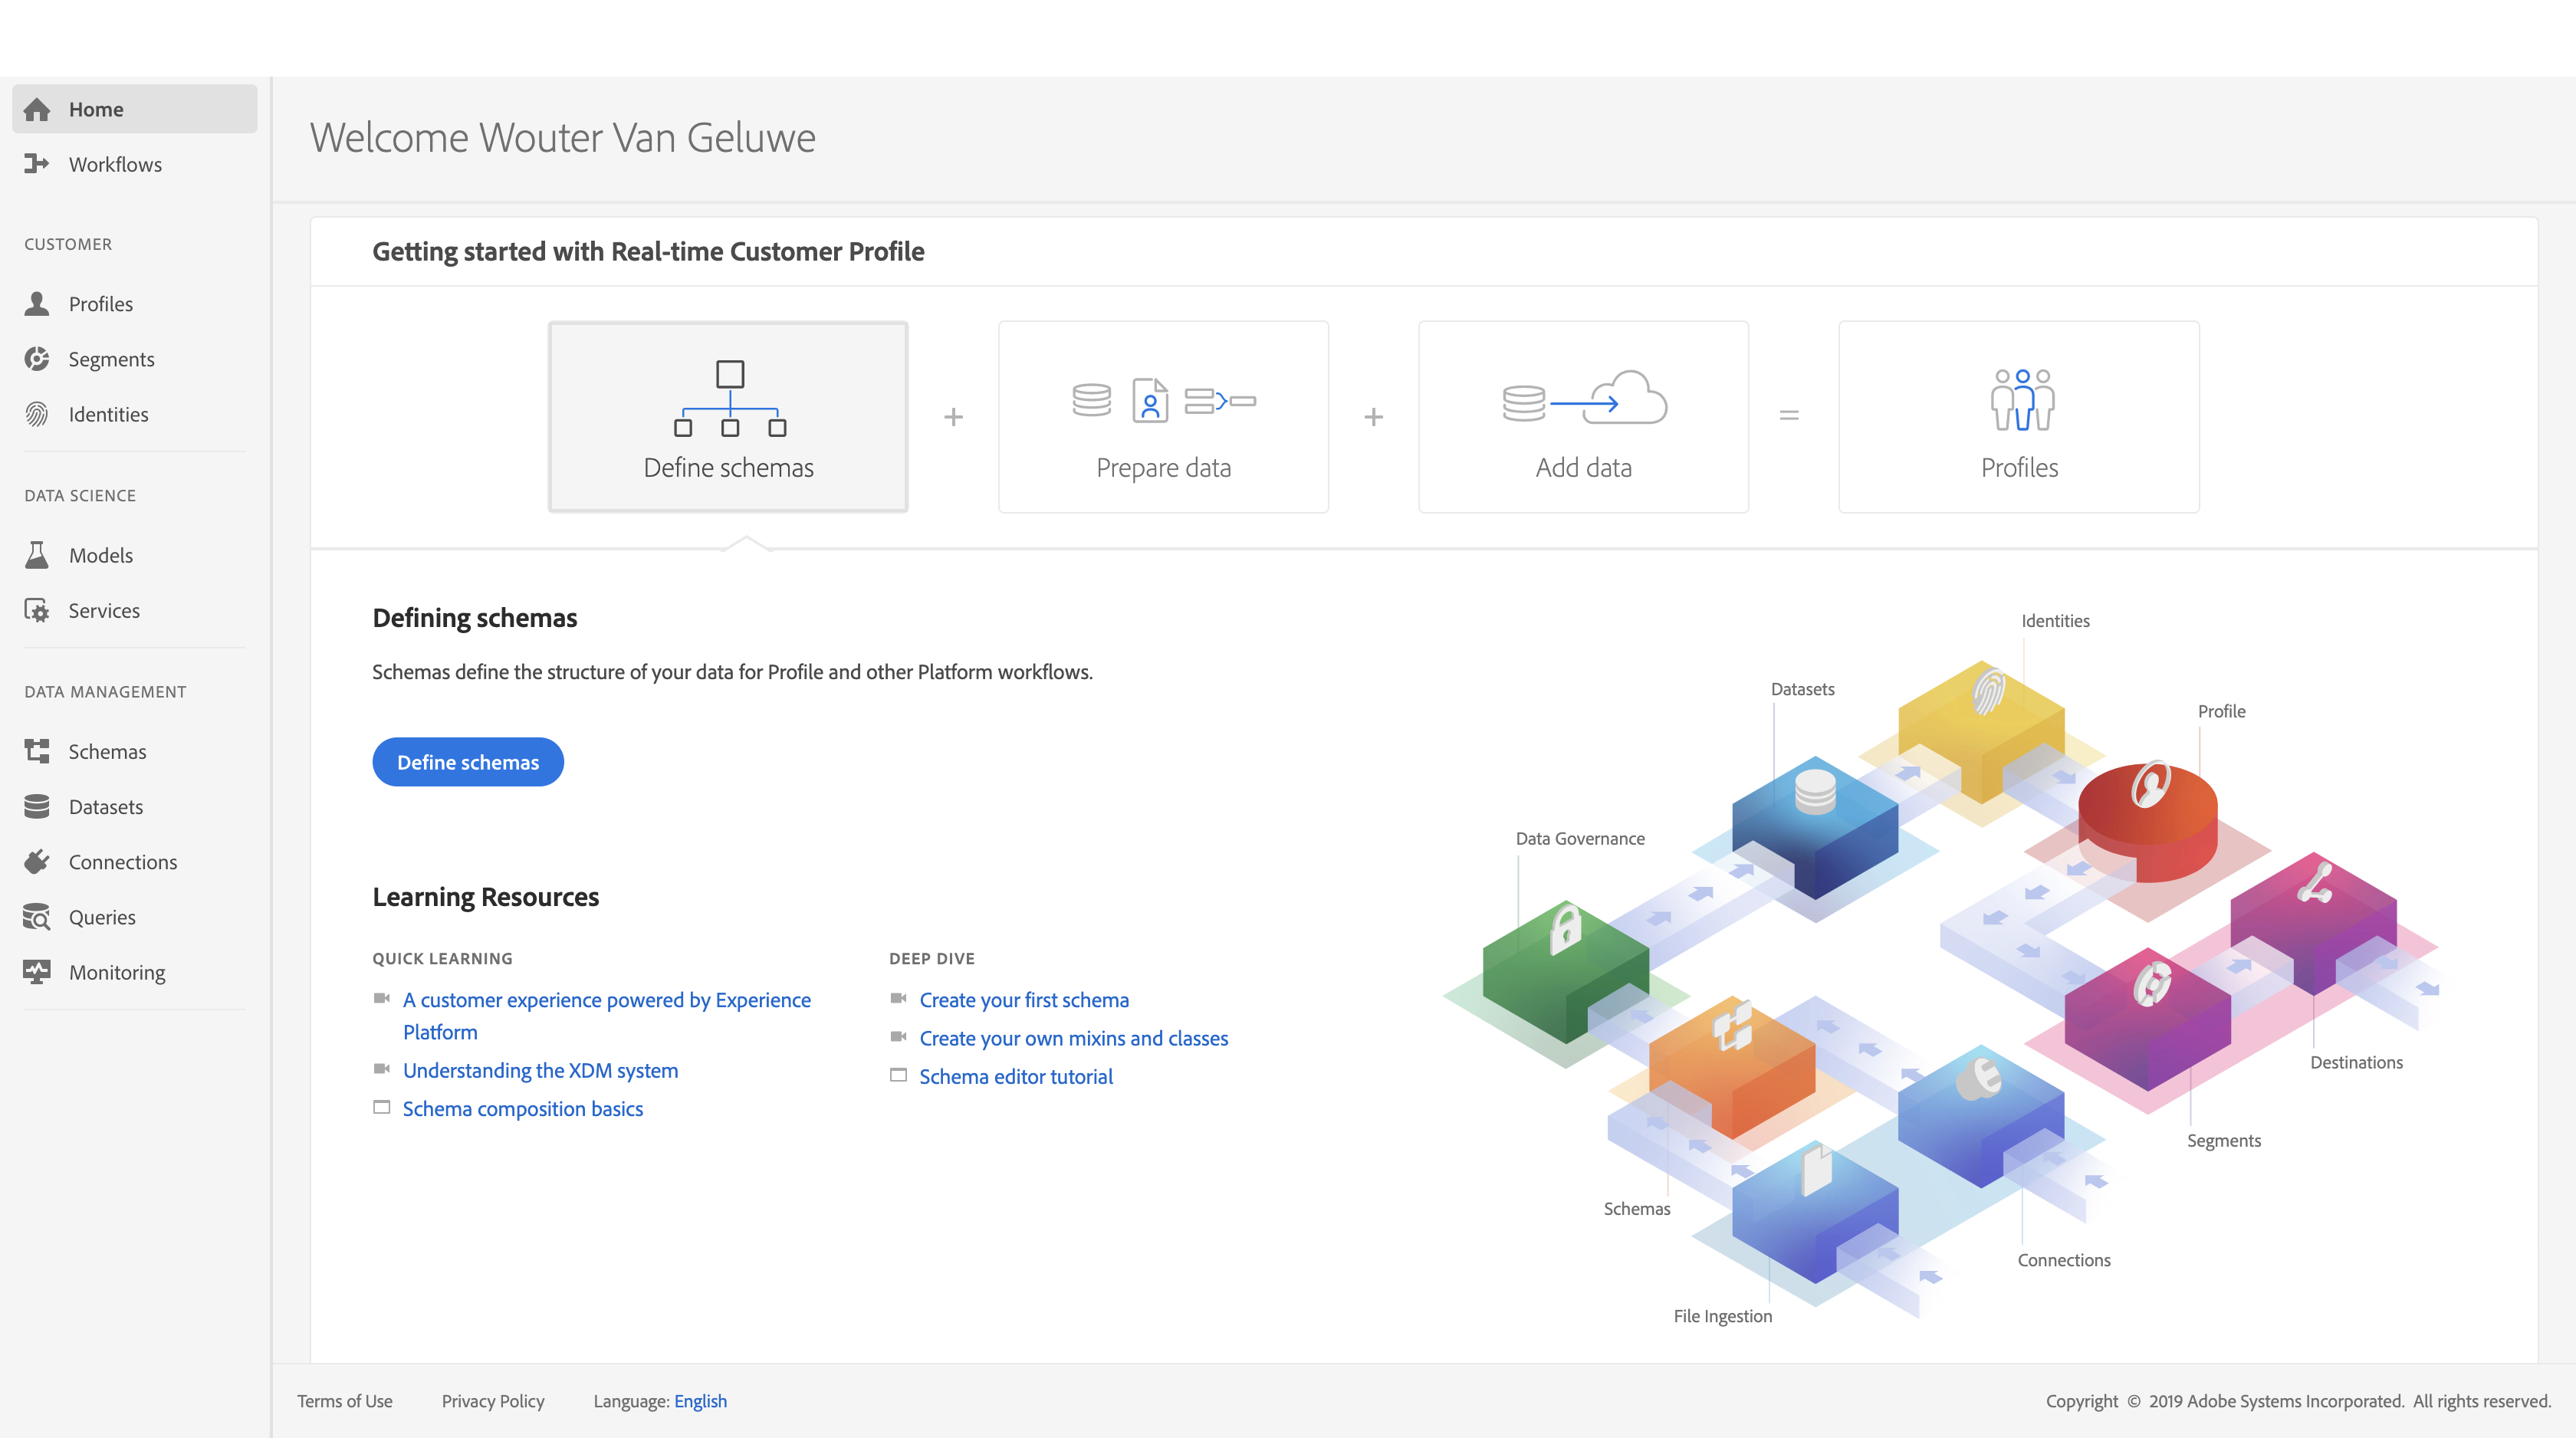 Home
Workflows
CUSTOMER
Profiles
Segments
Identities
DATA SCIENCE
Models
Services
DATA MANAGEMENT
Schemas
Datasets
Connections
Queries
Monitoring
Welcome Wouter Van Geluwe
Getting started with Real-time Customer Profile
Define schemas
+
Prepare data
+
Add data
=
Profiles
Defining schemas
Schemas define the structure of your data for Profile and other Platform workflows.
Define schemas
Learning Resources
QUICK LEARNING
A customer experience powered by Experience
Platform
Understanding the XDM system
Schema composition basics
DEEP DIVE
Create your first schema
Create your own mixins and classes
Schema editor tutorial
Identities
Datasets
Profile
Data Governance
Destinations
Segments
Schemas
Connections
File Ingestion
Terms of Use
Privacy Policy
Language: English
Copyright © 2019 Adobe Systems Incorporated. All rights reserved.